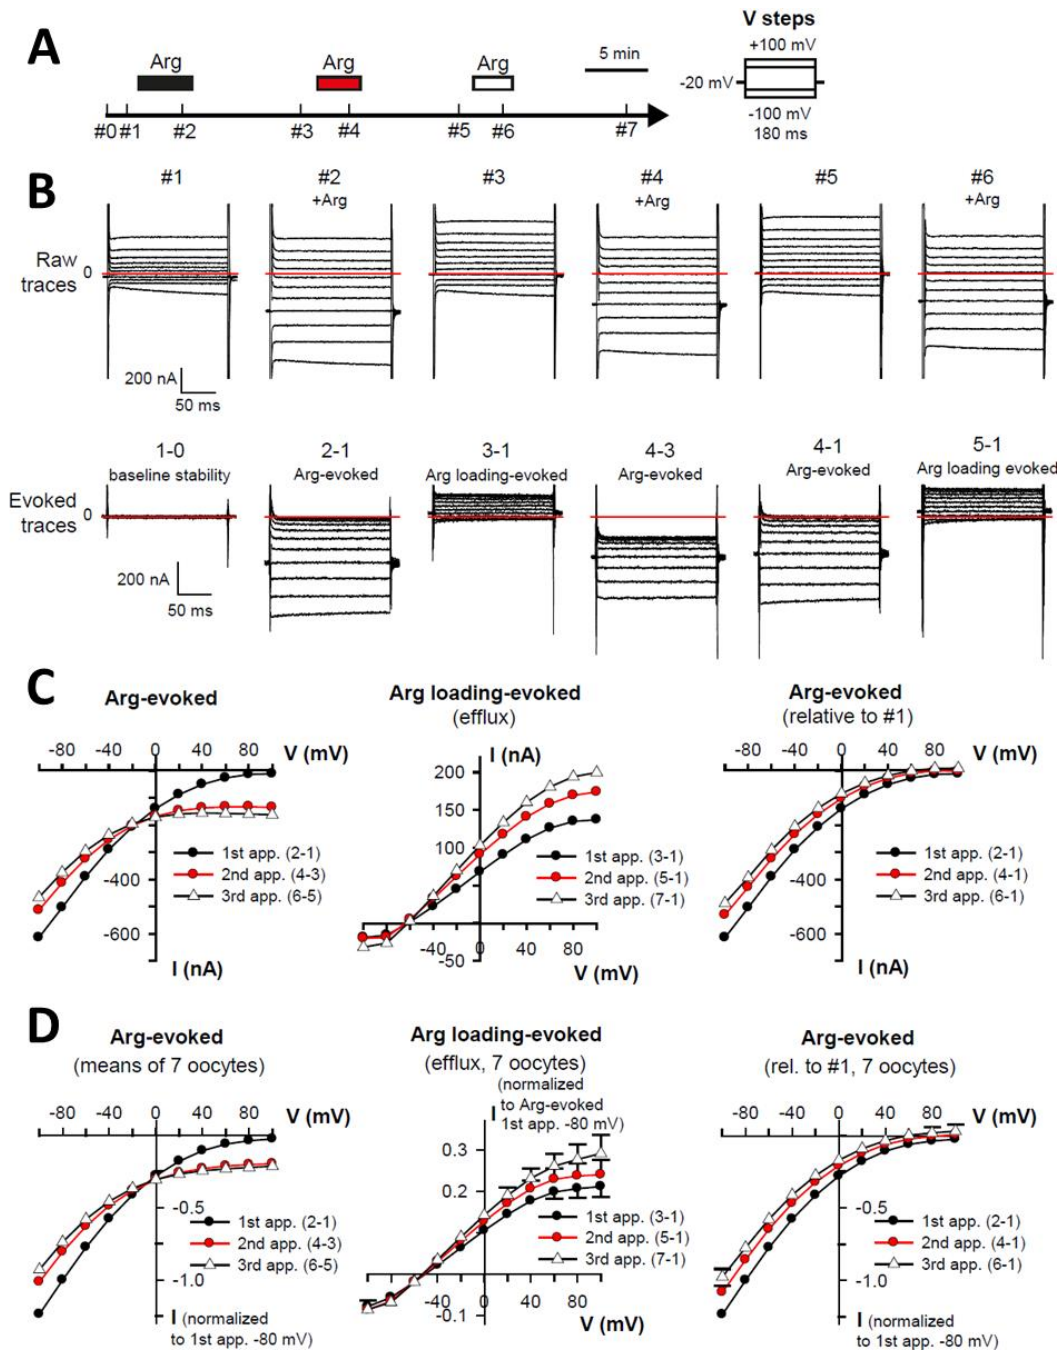 A
Arg
Arg
Arg
5 min
V steps
+100 mV
-20 mV
-100 mV
180 ms
#0 #1 #2 #3 #4 #5 #6 #7
B
#1 #2 #3 #4 #5 #6
+Arg +Arg +Arg
Raw
traces
0
200 nA
50 ms
1-0 2-1 3-1 4-3 4-1 5-1
baseline stability Arg-evoked Arg loading-evoked Arg-evoked Arg-evoked Arg loading evoked
Evoked
traces
0
200 nA
50 ms
C
Arg-evoked
V (mV)
-80 -40 0 40 80
-400
-600
I (nA)
1st app. (2-1)
2nd app. (4-3)
3rd app. (6-5)
Arg loading-evoked
(efflux)
I (nA)
200
150
100
-50
-40 0 40 80
V (mV)
1st app. (3-1)
2nd app. (5-1)
3rd app. (7-1)
Arg-evoked
(relative to #1)
V (mV)
-80 -40 0 40 80
-400
-600
I (nA)
1st app. (2-1)
2nd app. (4-1)
3rd app. (6-1)
D
Arg-evoked
(means of 7 oocytes)
V (mV)
-80 -40 0 40 80
-0.5
-1.0
1st app. (2-1)
2nd app. (4-3)
3rd app. (6-5)
I (normalized
to 1st app. -80 mV)
Arg loading-evoked
(efflux, 7 oocytes)
I (normalized
to Arg-evoked
1st app. -80 mV)
0.3
0.2
-0.1
-40 0 40 80
V (mV)
1st app. (3-1)
2nd app. (5-1)
3rd app. (7-1)
Arg-evoked
(rel. to #1, 7 oocytes)
V (mV)
-80 -40 0 40 80
-0.5
-1.0
1st app. (2-1)
2nd app. (4-1)
3rd app. (6-1)
I (normalized
to 1st app. -80 mV)